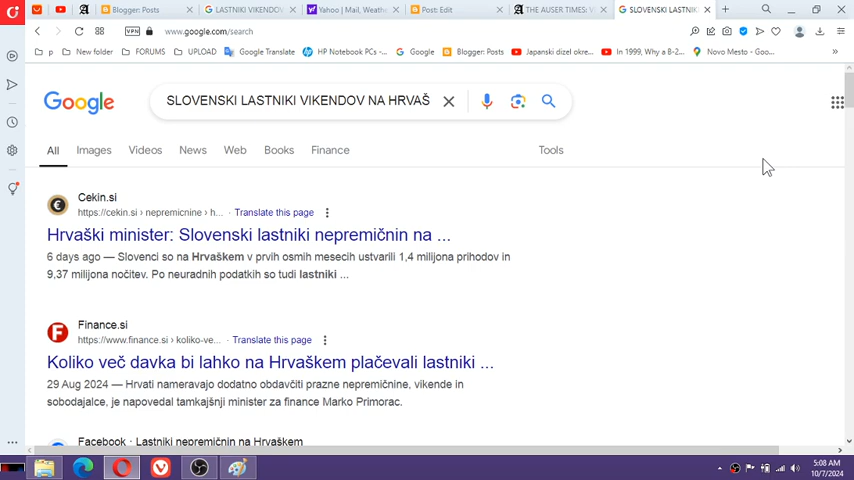 Blogger: Posts
LASTNIKI VIKENDOV
Yahoo | Mail, Weath
Post: Edit
THE AUSER TIMES: V
SLOVENSKI LASTNIK
VPN
www.google.com/search
p
New folder
FORUMS
UPLOAD
Google Translate
HP Notebook PCs -...
Google
Blogger: Posts
Japanski dizel okre...
In 1999, Why a B-2...
Novo Mesto - Goo...
Google
SLOVENSKI LASTNIKI VIKENDOV NA HRVAŠ
All
Images
Videos
News
Web
Books
Finance
Tools
Cekin.si
https://cekin.si › nepremicnine › h...
Translate this page
Hrvaški minister: Slovenski lastniki nepremičnin na ...
6 days ago — Slovenci so na Hrvaškem v prvih osmih mesecih ustvarili 1,4 milijona prihodov in
9,37 milijona nočitev. Po neuradnih podatkih so tudi lastniki ...
Finance.si
https://www.finance.si › koliko-ve...
Translate this page
Koliko več davka bi lahko na Hrvaškem plačevali lastniki ...
29 Aug 2024 — Hrvati nameravajo dodatno obdavčiti prazne nepremičnine, vikende in
sobodajalce, je napovedal tamkajšnji minister za finance Marko Primorac.
Facebook · Lastniki nepremičnin na Hrvaškem
5:08 AM
10/7/2024